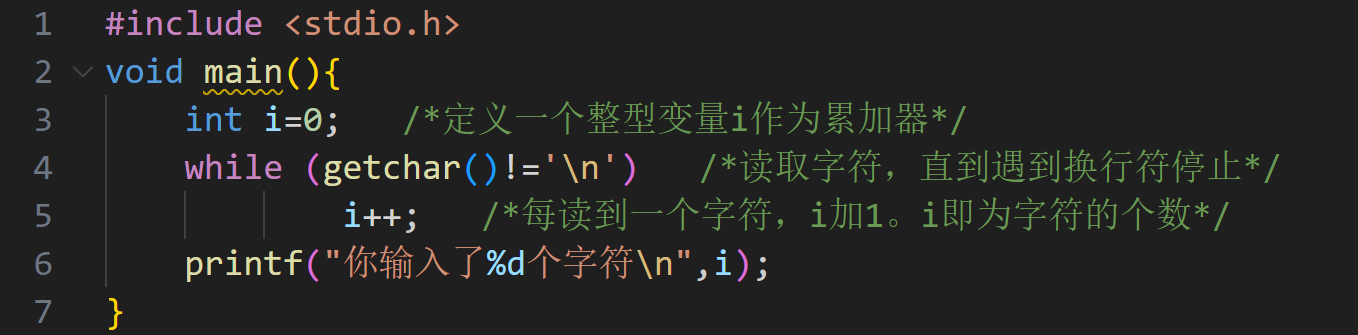 1 #include <stdio.h>
2 void main(){
3 int i=0; /*定义一个整型变量i作为累加器*/
4 while (getchar()!='\n') /*读取字符，直到遇到换行符停止*/
5 i++; /*每读到一个字符，i加1。i即为字符的个数*/
6 printf("你输入了%d个字符\n",i);
7 }